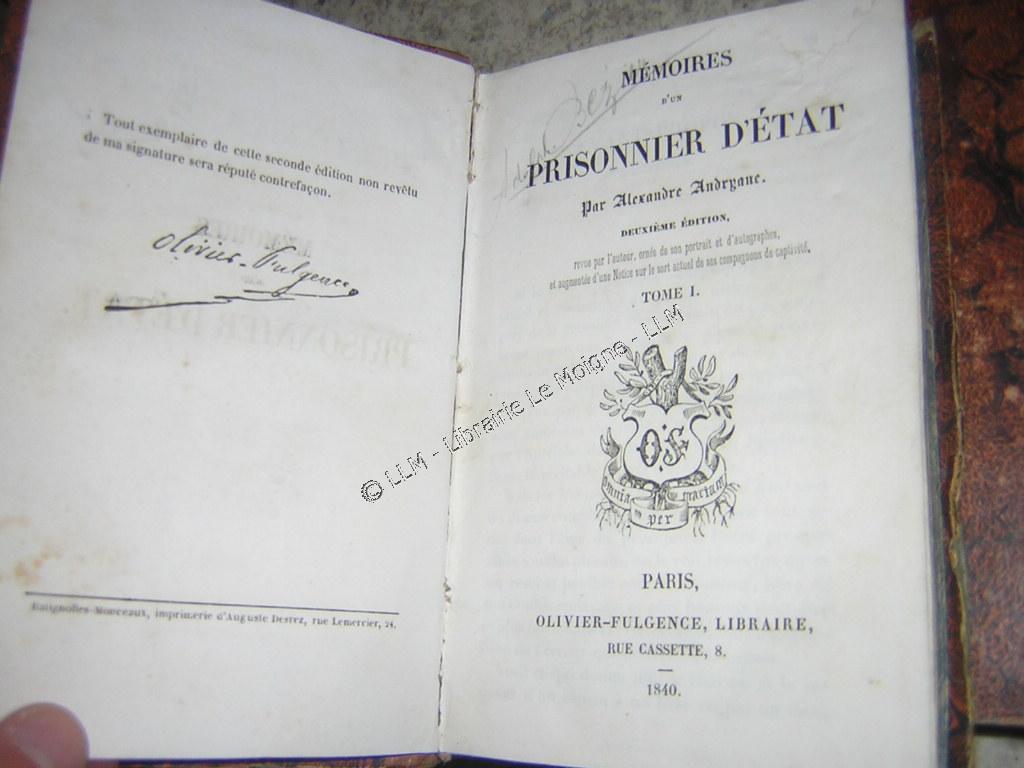 Tout exemplaire de cette seconde édition non revêtu
de ma signature sera réputé contrefaçon.
Olivier-Fulgence
Batignolles-Monceaux, imprimerie d'Auguste Desrez, rue Lemercier, 24.
MÉMOIRES
D'UN
PRISONNIER D'ÉTAT
Par Alexandre Andryane.
DEUXIÈME ÉDITION,
revue par l'auteur, ornée de son portrait et d'autographes,
et augmentée d'une Notice sur le sort actuel de ses compagnons de captivité.
TOME I.
O.F.
omnia per martum
PARIS,
OLIVIER-FULGENCE, LIBRAIRE,
RUE CASSETTE, 8.
1840.
© LLM - Librairie Le Moigne - LLM